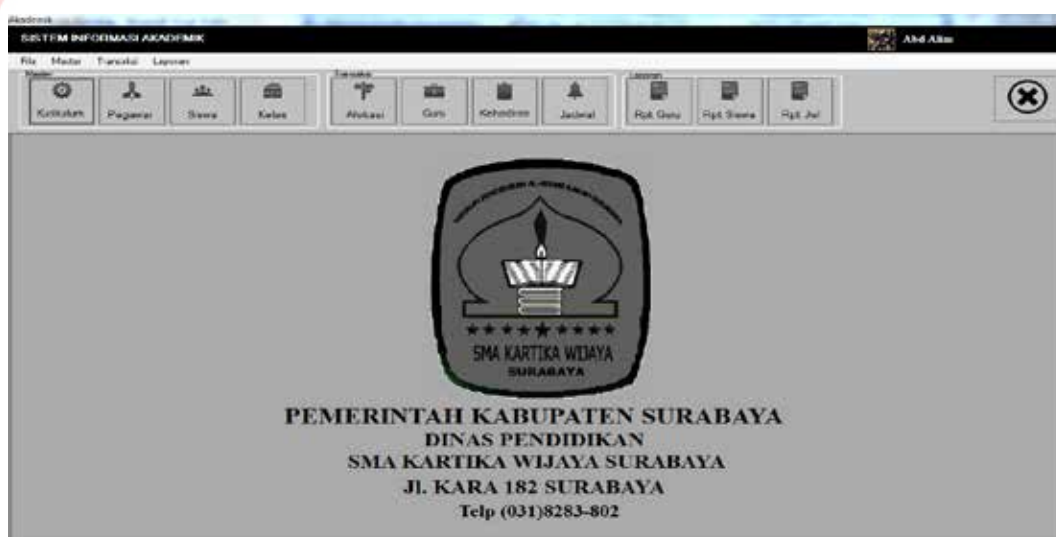 Akademik
SISTEM INFORMASI AKADEMIK
Abd Alim
File Master Transaksi Laporan
Master
Transaksi
Laporan
Kurikulum Pegawai Siswa Kelas Alokasi Guru Kehadiran Jadwal Rpt. Guru Rpt. Siswa Rpt. Jwl
SMA KARTIKA WIJAYA
SURABAYA
PEMERINTAH KABUPATEN SURABAYA
DINAS PENDIDIKAN
SMA KARTIKA WIJAYA SURABAYA
Jl. KARA 182 SURABAYA
Telp (031)8283-802